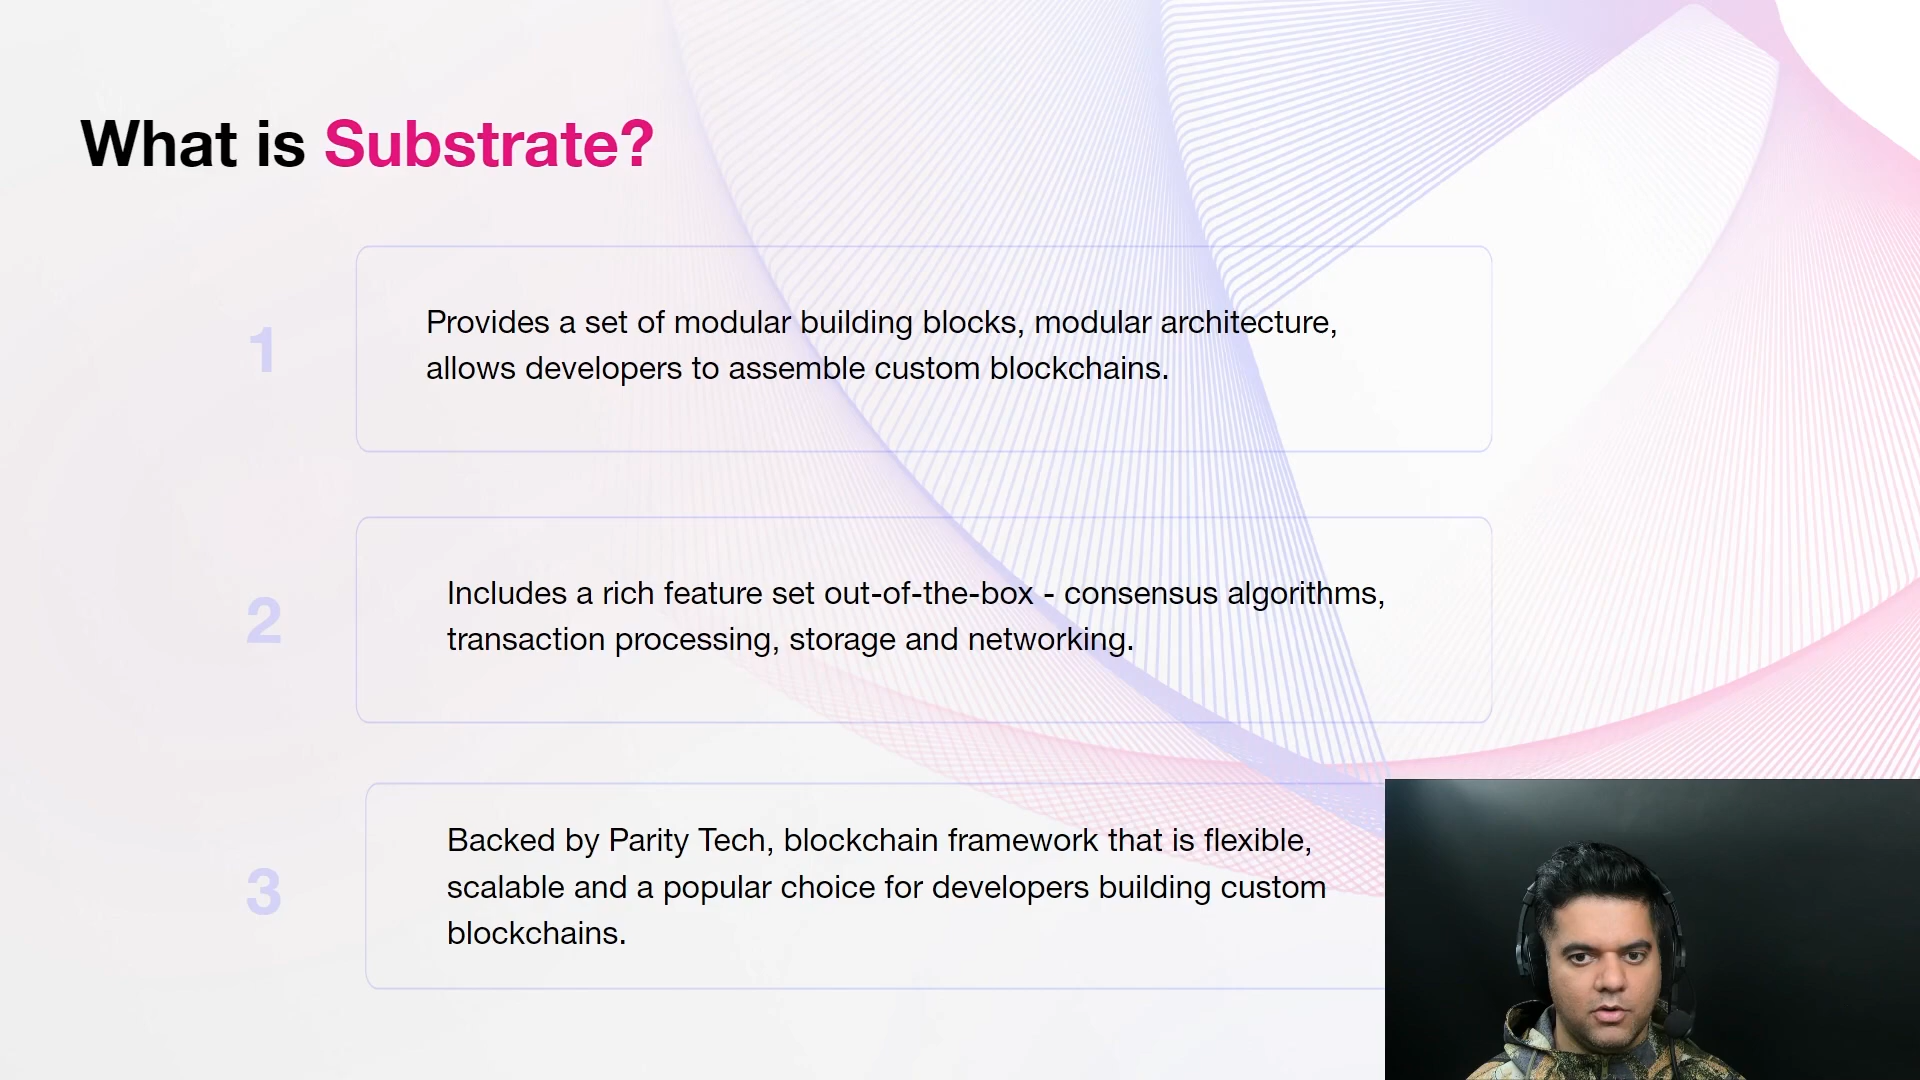 What is Substrate?
1
Provides a set of modular building blocks, modular architecture,
allows developers to assemble custom blockchains.
2
Includes a rich feature set out-of-the-box - consensus algorithms,
transaction processing, storage and networking.
3
Backed by Parity Tech, blockchain framework that is flexible,
scalable and a popular choice for developers building custom
blockchains.